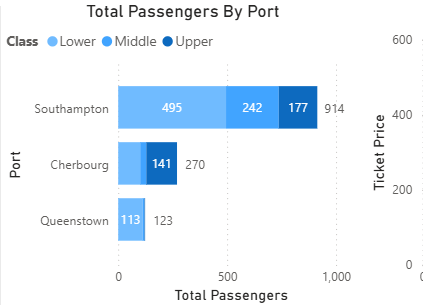 Total Passengers By Port
Class Lower Middle Upper
600
Southampton 495 242 177 914
400
Cherbourg 141 270
200
Queenstown 113 123
0
0 500 1,000
Total Passengers
Port
Ticket Price